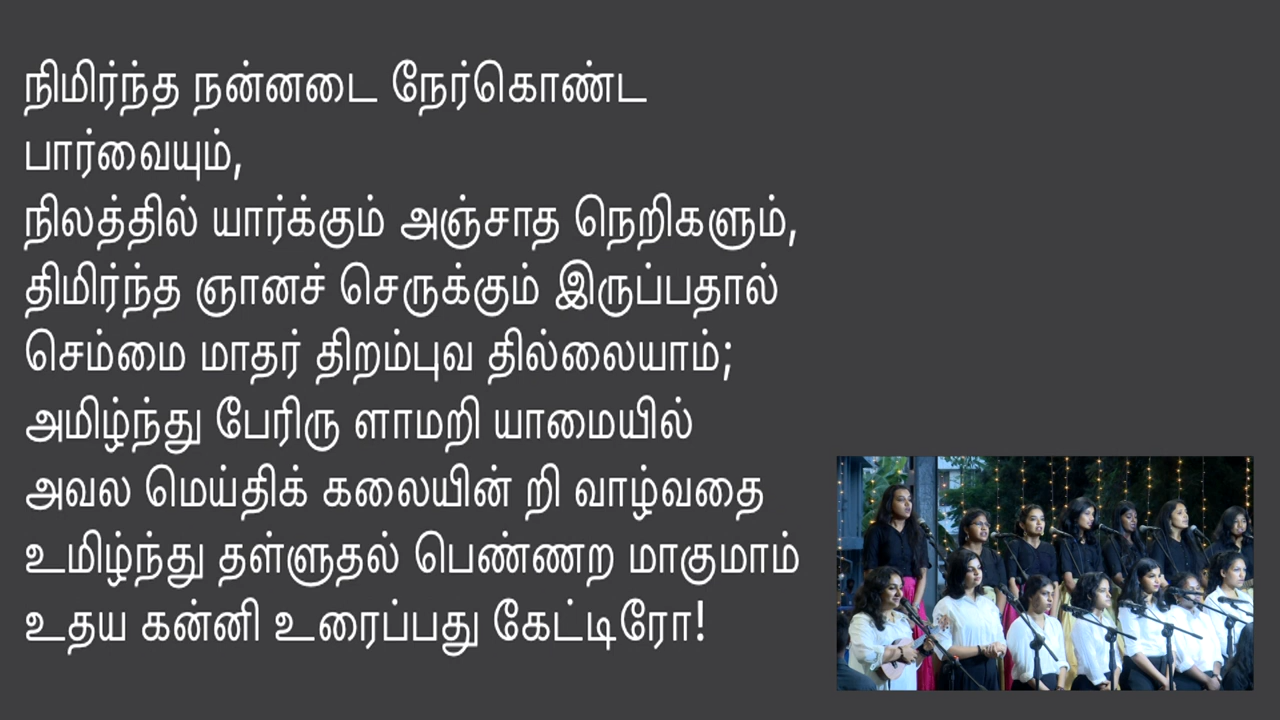 நிமிர்ந்த நன்னடை நேர்கொண்ட
பார்வையும்,
நிலத்தில் யார்க்கும் அஞ்சாத நெறிகளும்,
திமிர்ந்த ஞானச் செருக்கும் இருப்பதால்
செம்மை மாதர் திறம்புவ தில்லையாம்;
அமிழ்ந்து பேரிரு ளாமறி யாமையில்
அவல மெய்திக் கலையின் றி வாழ்வதை
உமிழ்ந்து தள்ளுதல் பெண்ணற மாகுமாம்
உதய கன்னி உரைப்பது கேட்டிரோ!